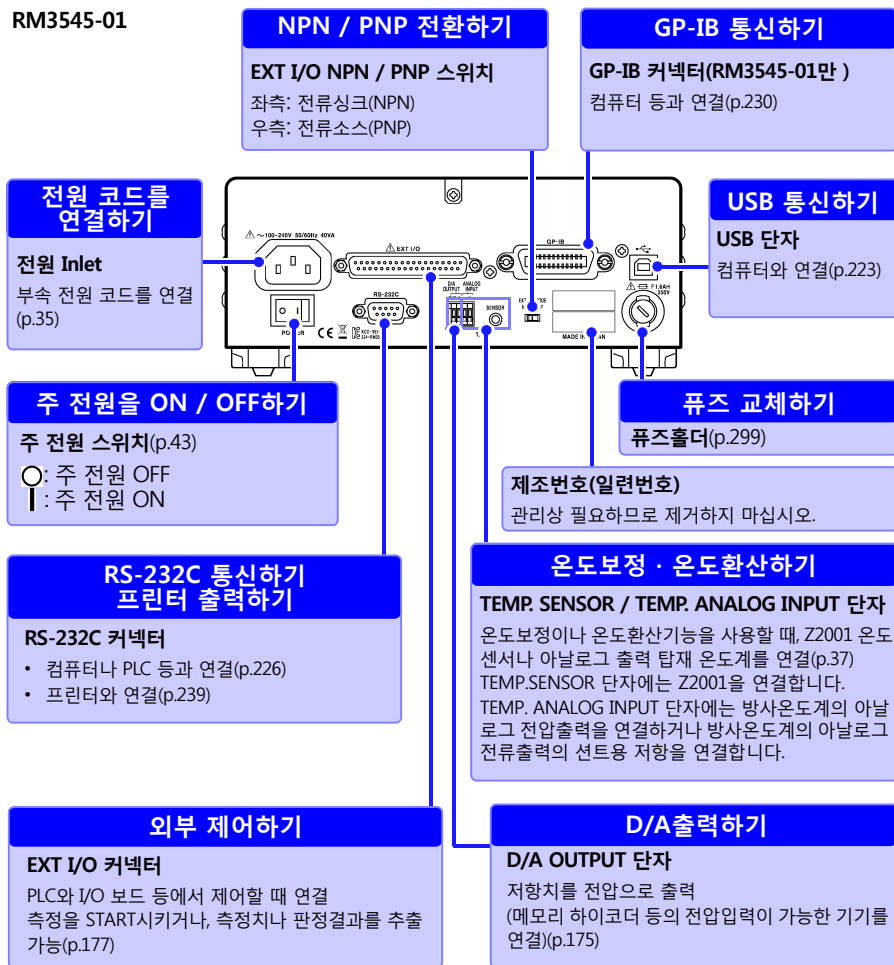 RM3545-01
NPN / PNP 전환하기
EXT I/O NPN / PNP 스위치
좌측: 전류싱크(NPN)
우측: 전류소스(PNP)
GP-IB 통신하기
GP-IB 커넥터(RM3545-01만 )
컴퓨터 등과 연결(p.230)
전원 코드를
연결하기
전원 Inlet
부속 전원 코드를 연결
(p.35)
USB 통신하기
USB 단자
컴퓨터와 연결(p.223)
~100-240V 50/60Hz 40VA
EXT I/O
GP-IB
RS-232C
D/A
OUTPUT
ANALOG
INPUT
SENSOR
F1.6AH
250V
CE
주 전원을 ON / OFF하기
주 전원 스위치(p.43)
: 주 전원 OFF
: 주 전원 ON
퓨즈 교체하기
퓨즈홀더(p.299)
제조번호(일련번호)
관리상 필요하므로 제거하지 마십시오.
RS-232C 통신하기
프린터 출력하기
RS-232C 커넥터
• 컴퓨터나 PLC 등과 연결(p.226)
• 프린터와 연결(p.239)
온도보정 · 온도환산하기
TEMP. SENSOR / TEMP. ANALOG INPUT 단자
온도보정이나 온도환산기능을 사용할 때, Z2001 온도
센서나 아날로그 출력 탑재 온도계를 연결(p.37)
TEMP.SENSOR 단자에는 Z2001을 연결합니다.
TEMP. ANALOG INPUT 단자에는 방사온도계의 아날
로그 전압출력을 연결하거나 방사온도계의 아날로그
전류출력의 션트용 저항을 연결합니다.
외부 제어하기
EXT I/O 커넥터
PLC와 I/O 보드 등에서 제어할 때 연결
측정을 START시키거나, 측정치나 판정결과를 추출
가능(p.177)
D/A출력하기
D/A OUTPUT 단자
저항치를 전압으로 출력
(메모리 하이코더 등의 전압입력이 가능한 기기를
연결)(p.175)